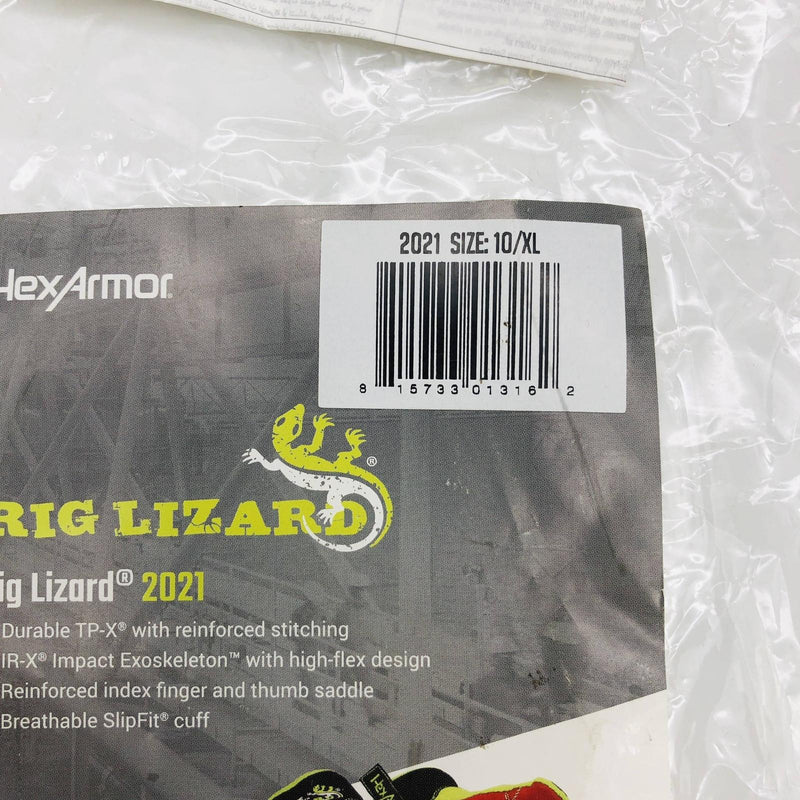 2021 SIZE: 10/XL
HexArmor®
8 15733 01316 2
RIG LIZARD®
ig Lizard® 2021
Durable TP-X® with reinforced stitching
IR-X® Impact Exoskeleton™ with high-flex design
Reinforced index finger and thumb saddle
Breathable SlipFit® cuff
HexA